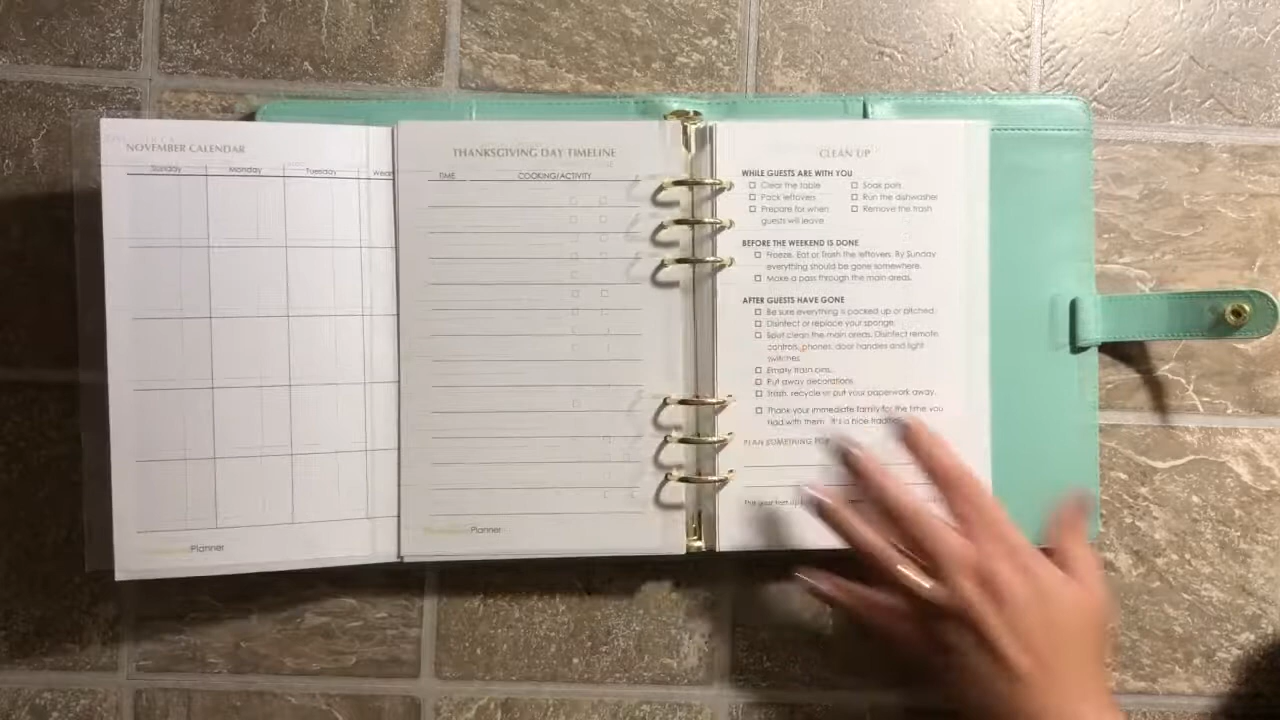 NOVEMBER CALENDAR
Sunday Monday Tuesday
Planner
THANKSGIVING DAY TIMELINE
TIME COOKING/ACTIVITY
Planner
CLEAN UP
WHILE GUESTS ARE WITH YOU
Clear the table
Pack leftovers
Prepare for when
guests will leave
Soak pots
Run the dishwasher
Remove the trash
BEFORE THE WEEKEND IS DONE
Freeze, Eat or Trash the leftovers. By Sunday
everything should be gone somewhere.
Make a pass through the main areas.
AFTER GUESTS HAVE GONE
Be sure everything is packed up or pitched.
Disinfect or replace your sponge.
Spot clean the main areas. Disinfect remote
controls, phones, door handles and light
switches.
Empty trash bins.
Put away decorations.
Trash, recycle or put your paperwork away.
Thank your immediate family for the time you
had with them. It's a nice
PLAN SOMETHING FOR